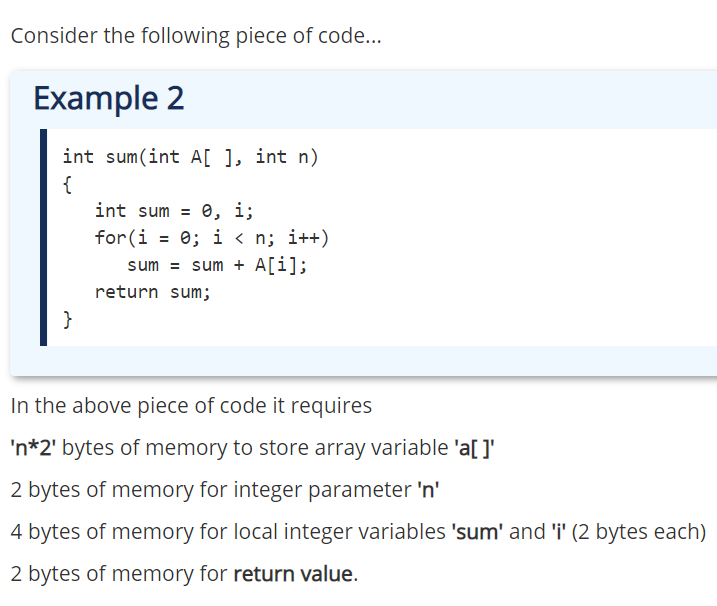 Consider the following piece of code...
Example 2
int sum(int A[ ], int n)
{
int sum = 0, i;
for(i = 0; i < n; i++)
sum = sum + A[i];
return sum;
}
In the above piece of code it requires
'n*2' bytes of memory to store array variable 'a[ ]'
2 bytes of memory for integer parameter 'n'
4 bytes of memory for local integer variables 'sum' and 'i' (2 bytes each)
2 bytes of memory for return value.